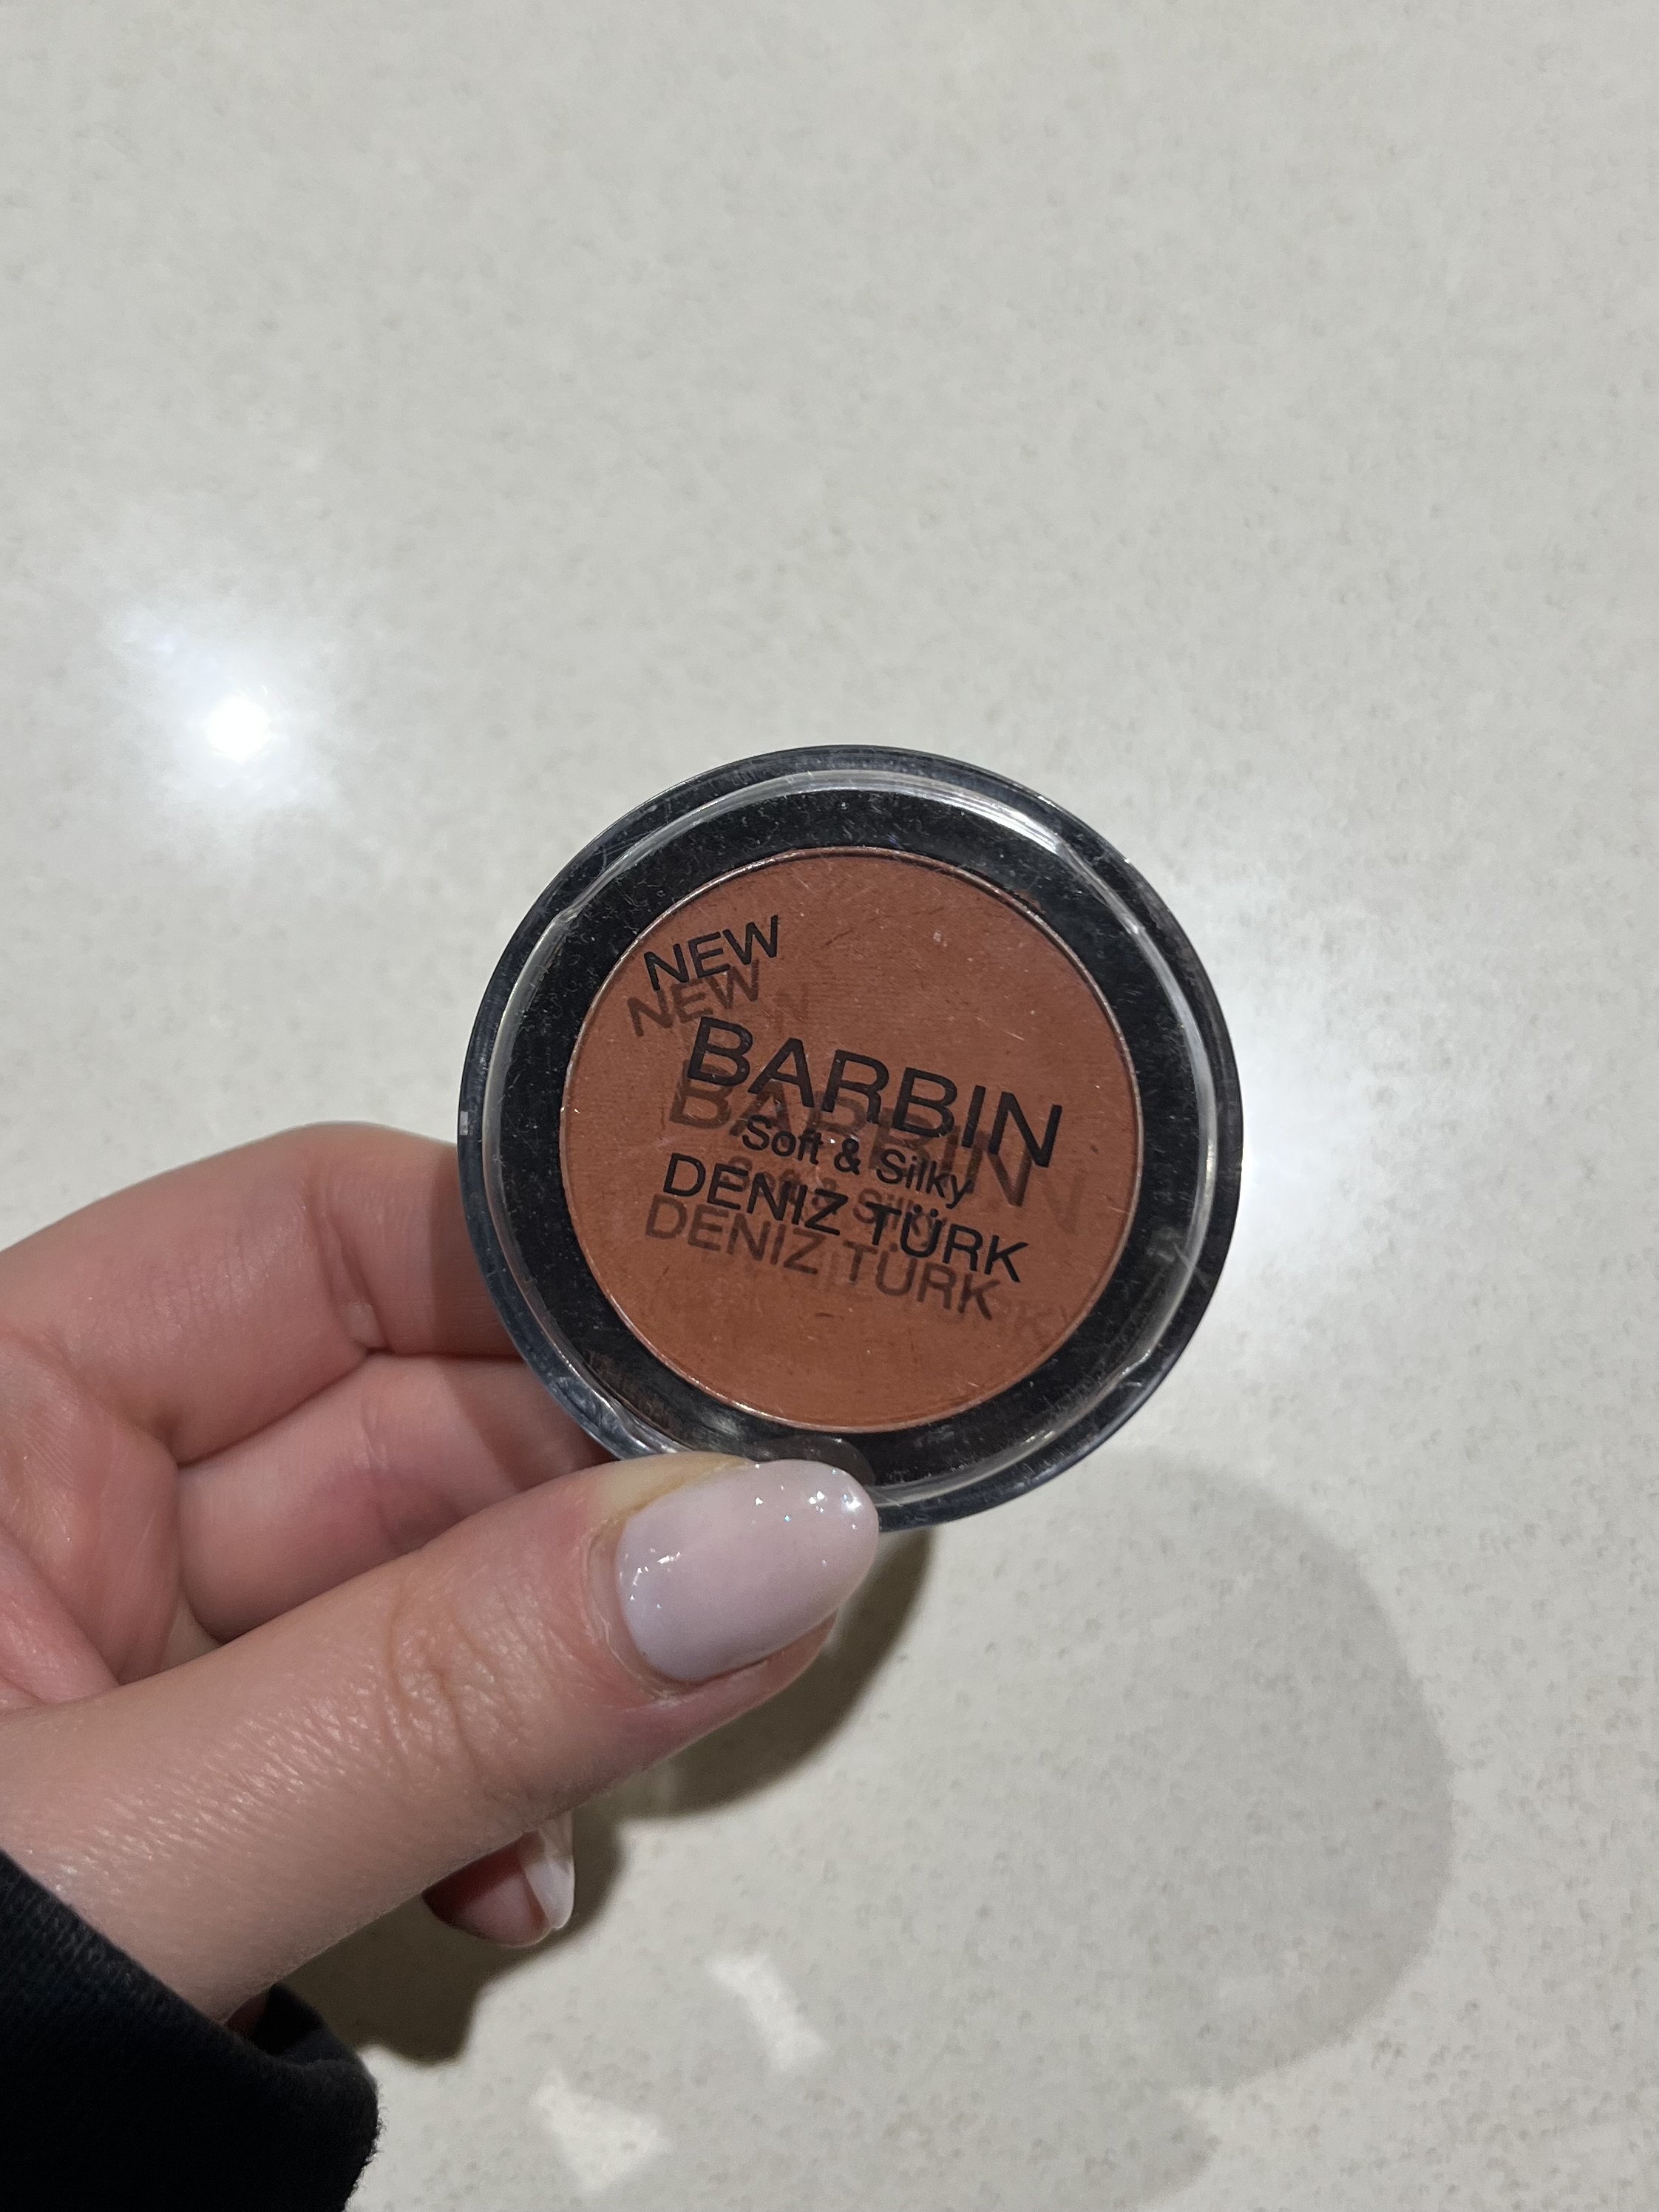 NEW
BARBIN
Soft & Silky
DENIZ TÜRK